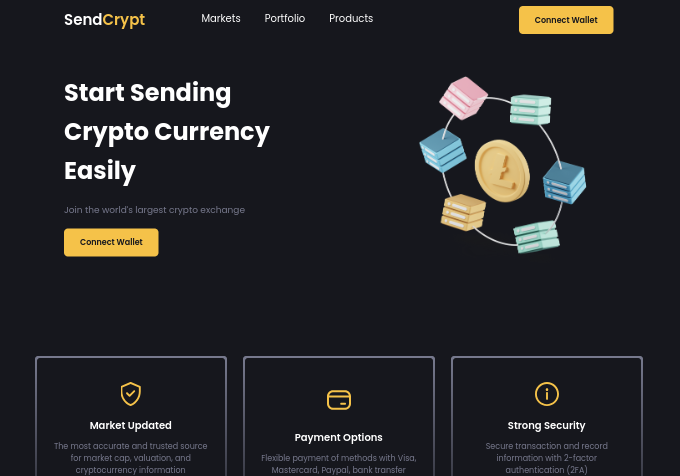 SendCrypt Markets Portfolio Products Connect Wallet
Start Sending
Crypto Currency
Easily
Join the world's largest crypto exchange
Connect Wallet
Market Updated
The most accurate and trusted source
for market cap, valuation, and
cryptocurrency information
Payment Options
Flexible payment of methods with Visa,
Mastercard, Paypal, bank transfer
Strong Security
Secure transaction and record
information with 2-factor
authentication (2FA)